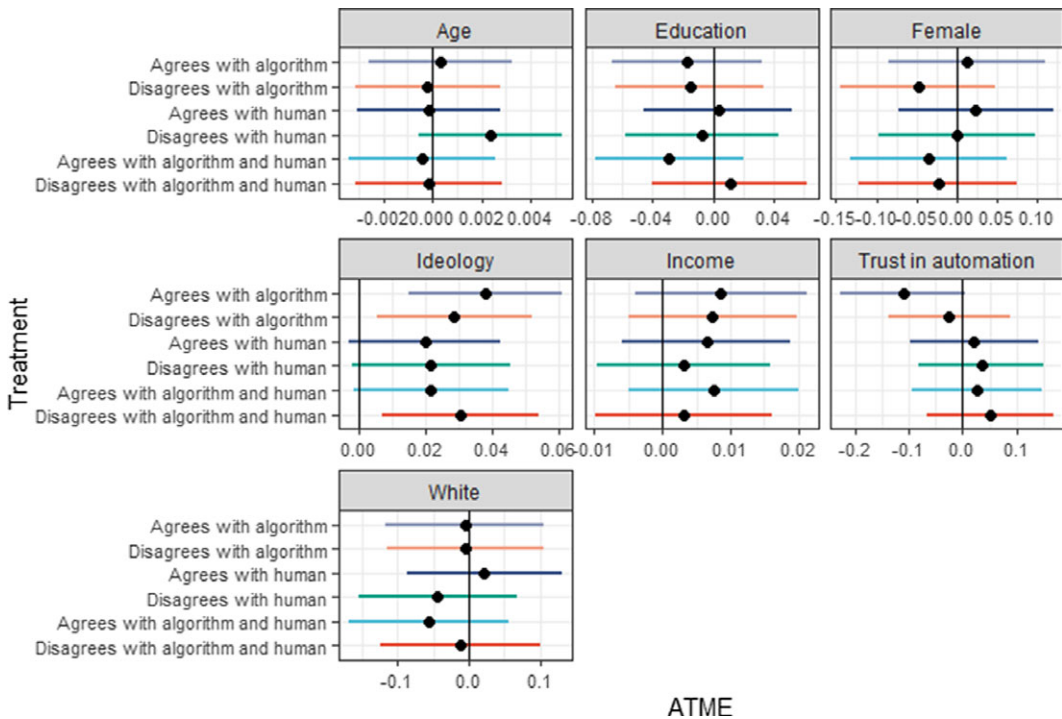 Age Education Female
Agrees with algorithm
Disagrees with algorithm
Agrees with human
Disagrees with human
Agrees with algorithm and human
Disagrees with algorithm and human
-0.0020.000 0.002 0.004 -0.08 -0.04 0.00 0.04 -0.15-0.10-0.05 0.00 0.05 0.10
Ideology Income Trust in automation
Agrees with algorithm
Disagrees with algorithm
Agrees with human
Disagrees with human
Agrees with algorithm and human
Disagrees with algorithm and human
0.00 0.02 0.04 0.06 -0.01 0.00 0.01 0.02 -0.2 -0.1 0.0 0.1
Treatment
White
Agrees with algorithm
Disagrees with algorithm
Agrees with human
Disagrees with human
Agrees with algorithm and human
Disagrees with algorithm and human
-0.1 0.0 0.1
ATME